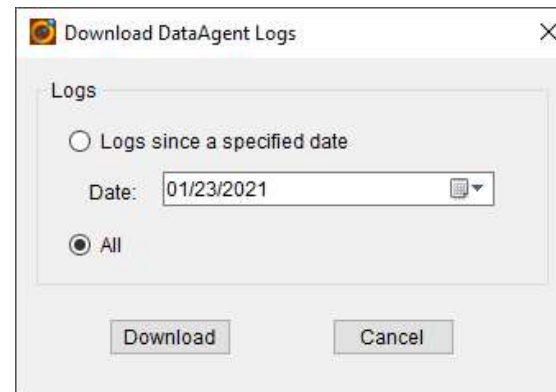 Download DataAgent Logs
Logs
Logs since a specified date
Date: 01/23/2021
All
Download Cancel